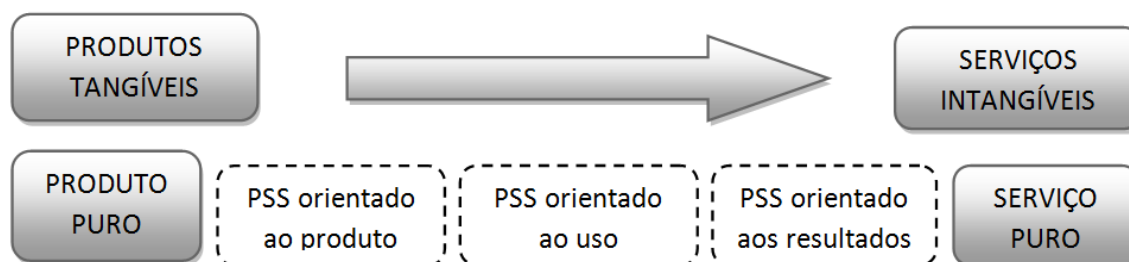 PRODUTOS
TANGÍVEIS
SERVIÇOS
INTANGÍVEIS
PRODUTO
PURO
PSS orientado
ao produto
PSS orientado
ao uso
PSS orientado
aos resultados
SERVIÇO
PURO